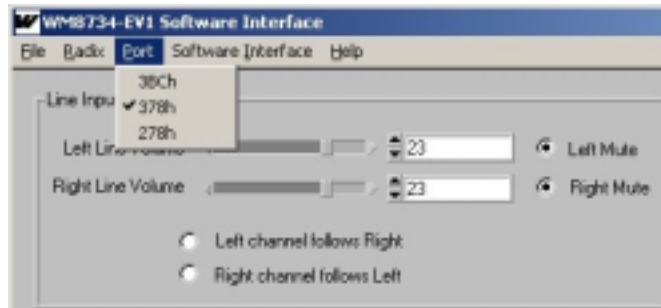 WM8734-EV1 Software Interface
File Radix Port Software Interface Help
3BCh
378h
278h
Line Inpu
Left Line Volume 23 Left Mute
Right Line Volume 23 Right Mute
Left channel follows Right
Right channel follows Left